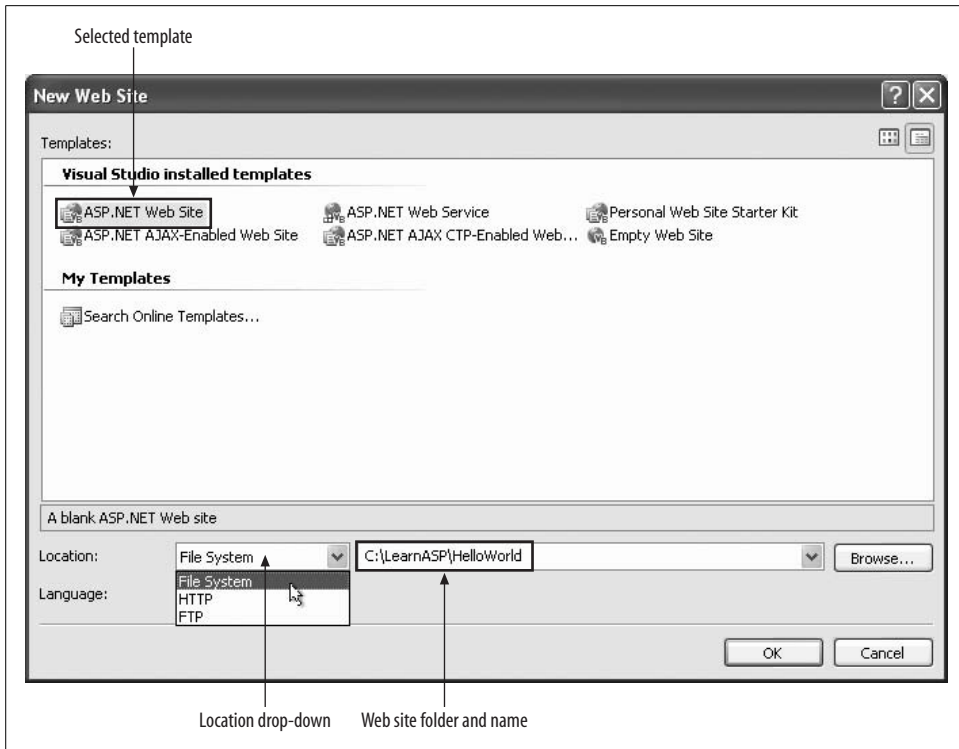 Selected template
New Web Site
Templates:
Visual Studio installed templates
ASP.NET Web Site
ASP.NET Web Service
Personal Web Site Starter Kit
ASP.NET AJAX-Enabled Web Site
ASP.NET AJAX CTP-Enabled Web...
Empty Web Site
My Templates
Search Online Templates...
A blank ASP.NET Web site
Location:
File System
C:\LearnASP\HelloWorld
Browse...
File System
Language:
HTTP
FTP
OK
Cancel
Location drop-down
Web site folder and name